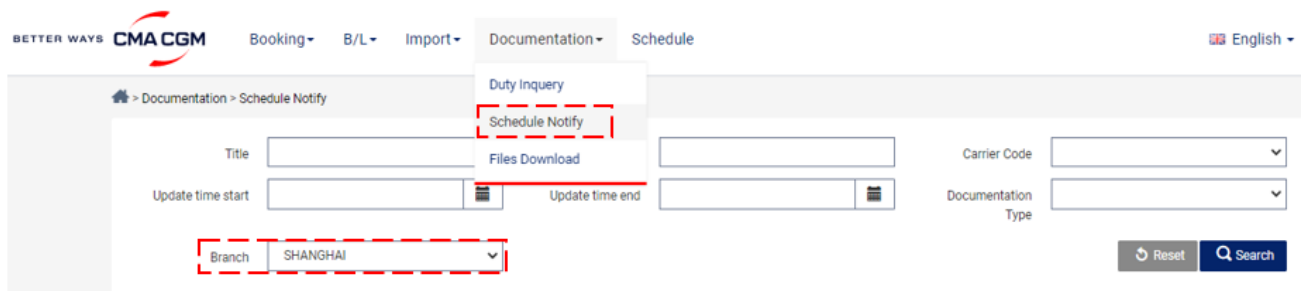 BETTER WAYS CMA CGM Booking B/L Import Documentation Schedule English
Duty Inquery
> Documentation > Schedule Notify
Schedule Notify
Title Carrier Code
Files Download
Update time start Update time end Documentation Type
Branch SHANGHAI Reset Search